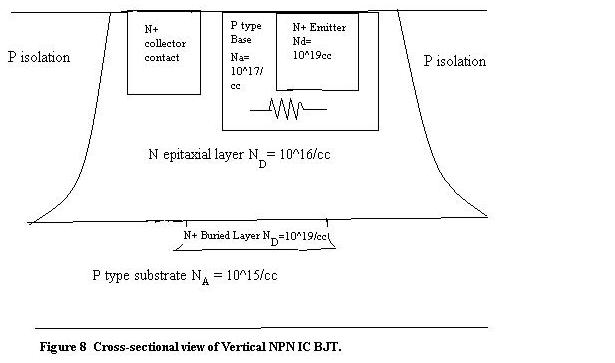 N+
collector
contact
P type
Base
Na=
10^17/
cc
N+ Emitter
Nd=
10^19cc
P isolation
P isolation
N epitaxial layer N_D= 10^16/cc
N+ Buried Layer N_D=10^19/cc
P type substrate N_A = 10^15/cc
Figure 8 Cross-sectional view of Vertical NPN IC BJT.